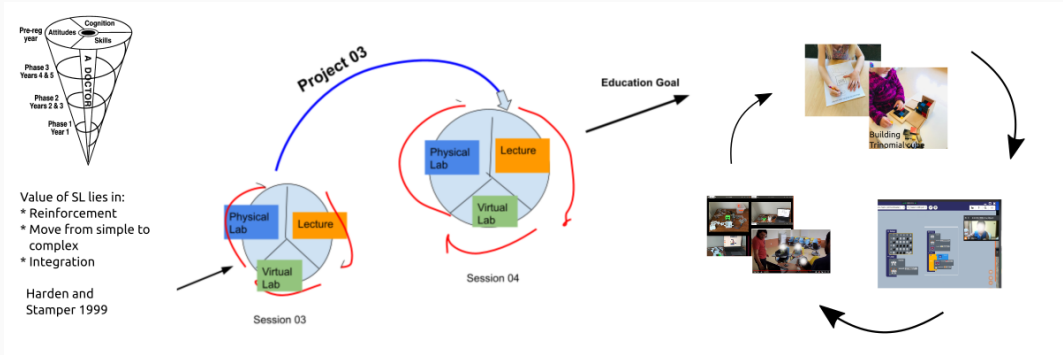 Cognition
Attitudes
Skills
Pre-reg
year
Phase 3
Years 4 & 5
Phase 2
Years 2 & 3
Phase 1
Year 1
A DOCTOR
Value of SL lies in:
* Reinforcement
* Move from simple to
complex
* Integration
Harden and
Stamper 1999
Project 03
Physical
Lab
Lecture
Virtual
Lab
Session 03
Physical
Lab
Lecture
Virtual
Lab
Session 04
Education Goal
Building
Trinomial cube